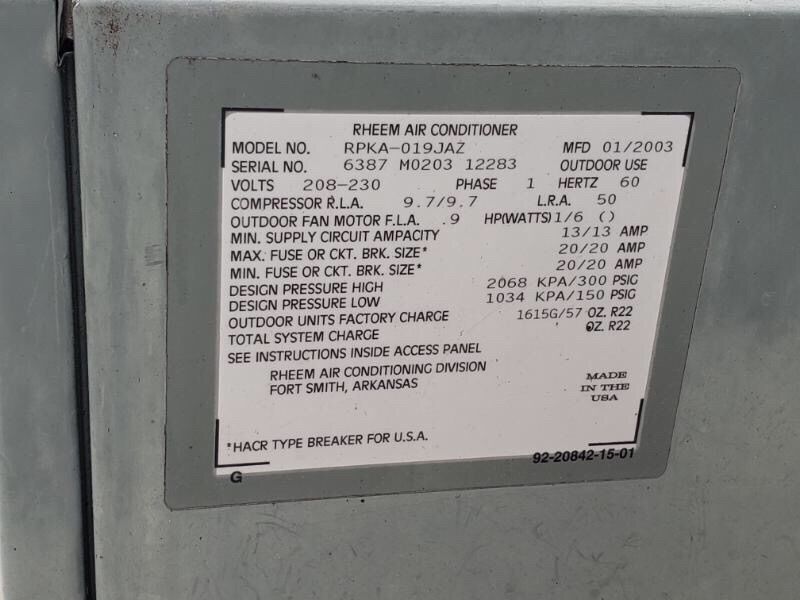 RHEEM AIR CONDITIONER
MODEL NO. RPKA-019JAZ MFD 01/2003
SERIAL NO. 6387 M0203 12283 OUTDOOR USE
VOLTS 208-230 PHASE 1 HERTZ 60
COMPRESSOR R.L.A. 9.7/9.7 L.R.A. 50
OUTDOOR FAN MOTOR F.L.A. .9 HP(WATTS) 1/6 ()
MIN. SUPPLY CIRCUIT AMPACITY 13/13 AMP
MAX. FUSE OR CKT. BRK. SIZE* 20/20 AMP
MIN. FUSE OR CKT. BRK. SIZE* 20/20 AMP
DESIGN PRESSURE HIGH 2068 KPA/300 PSIG
DESIGN PRESSURE LOW 1034 KPA/150 PSIG
OUTDOOR UNITS FACTORY CHARGE 1615G/57 OZ. R22
TOTAL SYSTEM CHARGE OZ. R22
SEE INSTRUCTIONS INSIDE ACCESS PANEL
RHEEM AIR CONDITIONING DIVISION
FORT SMITH, ARKANSAS
MADE
IN THE
USA
*HACR TYPE BREAKER FOR U.S.A.
G 92-20842-15-01